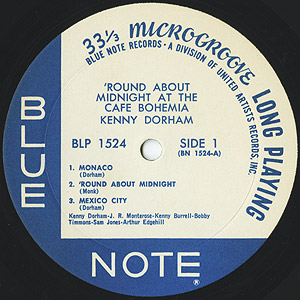 33 1/3 MICROGROOVE LONG PLAYING
BLUE NOTE RECORDS • A DIVISION OF UNITED ARTISTS RECORDS, INC.
'ROUND ABOUT
MIDNIGHT AT THE
CAFE BOHEMIA
KENNY DORHAM
BLP 1524 SIDE 1
(BN 1524-A)
1. MONACO
(Dorham)
2. 'ROUND ABOUT MIDNIGHT
(Monk)
3. MEXICO CITY
(Dorham)
Kenny Dorham-J. R. Monterose-Kenny Burrell-Bobby
Timmons-Sam Jones-Arthur Edgehill
BLUE
NOTE ®